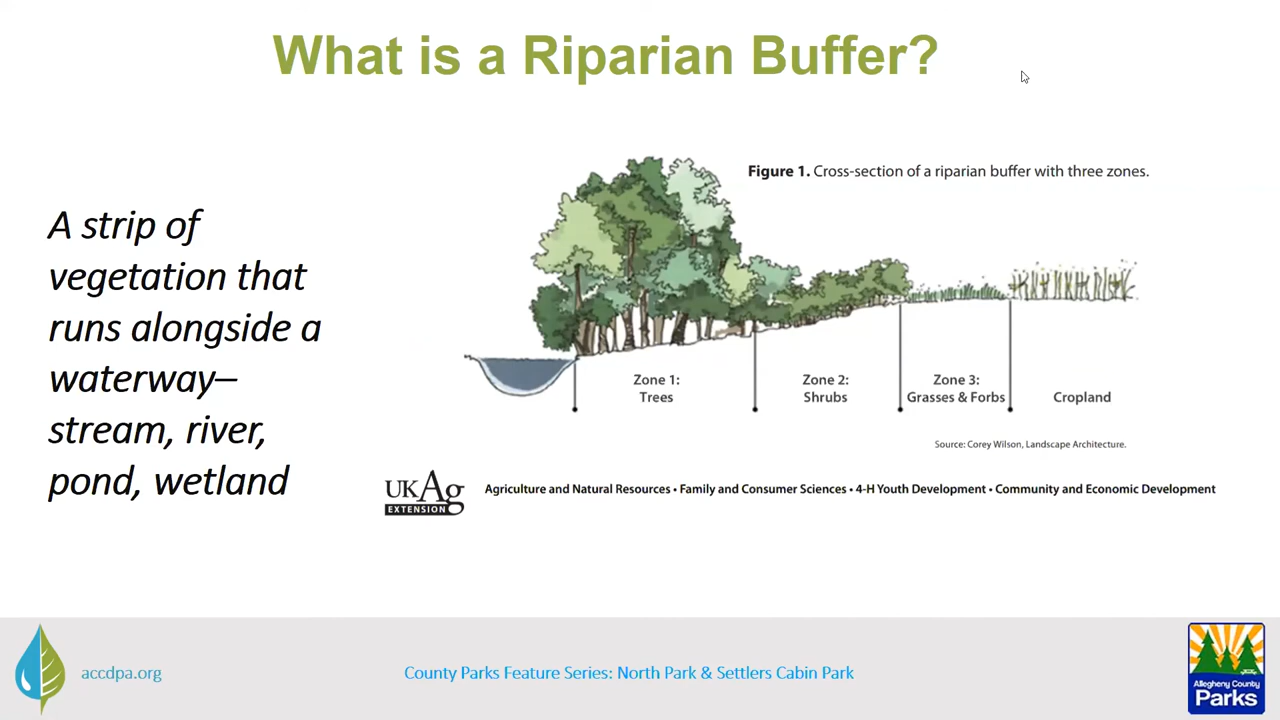 What is a Riparian Buffer?
A strip of
vegetation that
runs alongside a
waterway–
stream, river,
pond, wetland
Figure 1. Cross-section of a riparian buffer with three zones.
Zone 1:
Trees
Zone 2:
Shrubs
Zone 3:
Grasses & Forbs
Cropland
Source: Corey Wilson, Landscape Architecture.
UKAg
EXTENSION
Agriculture and Natural Resources • Family and Consumer Sciences • 4-H Youth Development • Community and Economic Development
accdpa.org
County Parks Feature Series: North Park & Settlers Cabin Park
Allegheny County
Parks